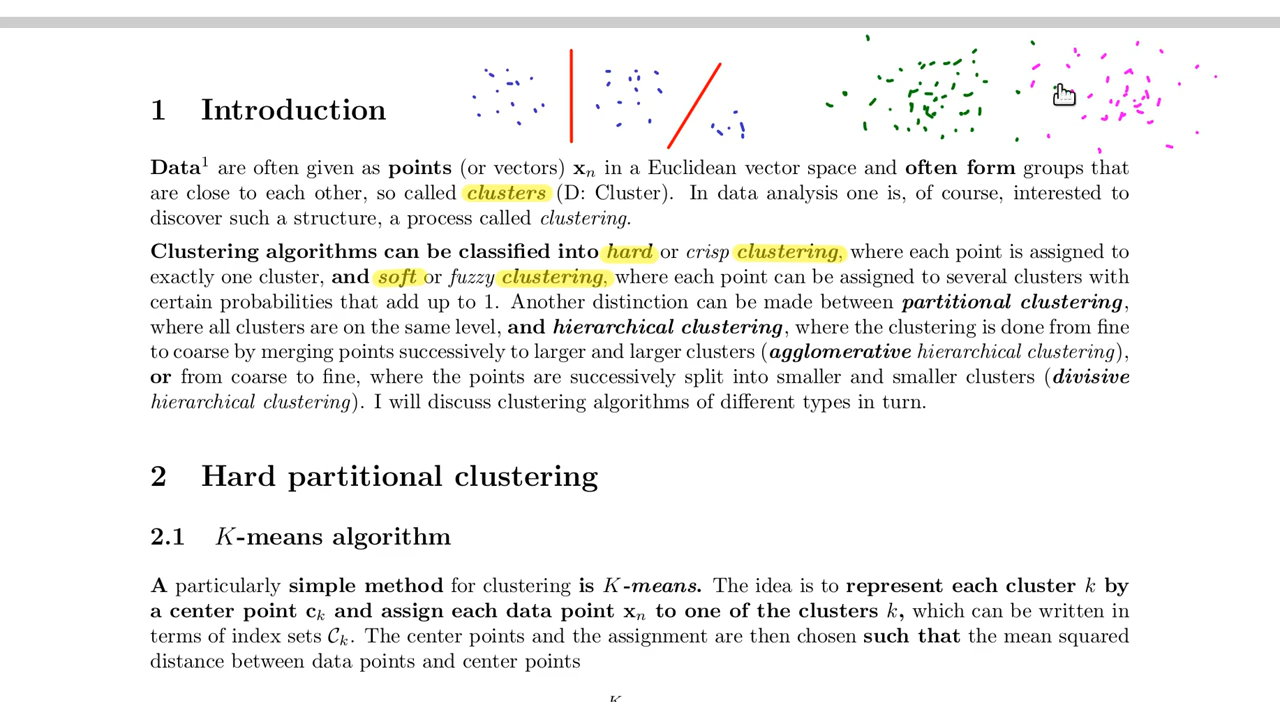 1 Introduction
Data¹ are often given as points (or vectors) xₙ in a Euclidean vector space and often form groups that
are close to each other, so called clusters (D: Cluster). In data analysis one is, of course, interested to
discover such a structure, a process called clustering.
Clustering algorithms can be classified into hard or crisp clustering, where each point is assigned to
exactly one cluster, and soft or fuzzy clustering, where each point can be assigned to several clusters with
certain probabilities that add up to 1. Another distinction can be made between partitional clustering,
where all clusters are on the same level, and hierarchical clustering, where the clustering is done from fine
to coarse by merging points successively to larger and larger clusters (agglomerative hierarchical clustering),
or from coarse to fine, where the points are successively split into smaller and smaller clusters (divisive
hierarchical clustering). I will discuss clustering algorithms of different types in turn.
2 Hard partitional clustering
2.1 K-means algorithm
A particularly simple method for clustering is K-means. The idea is to represent each cluster k by
a center point cₖ and assign each data point xₙ to one of the clusters k, which can be written in
terms of index sets 𝒞ₖ. The center points and the assignment are then chosen such that the mean squared
distance between data points and center points